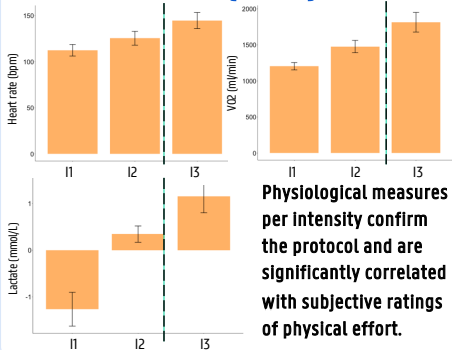 Heart rate (bpm)
150
100
50
0
I1 I2 I3
VO2 (ml/min)
2000
1500
1000
500
0
I1 I2 I3
Lactate (mmol/L)
1
0
-1
I1 I2 I3
Physiological measures
per intensity confirm
the protocol and are
significantly correlated
with subjective ratings
of physical effort.